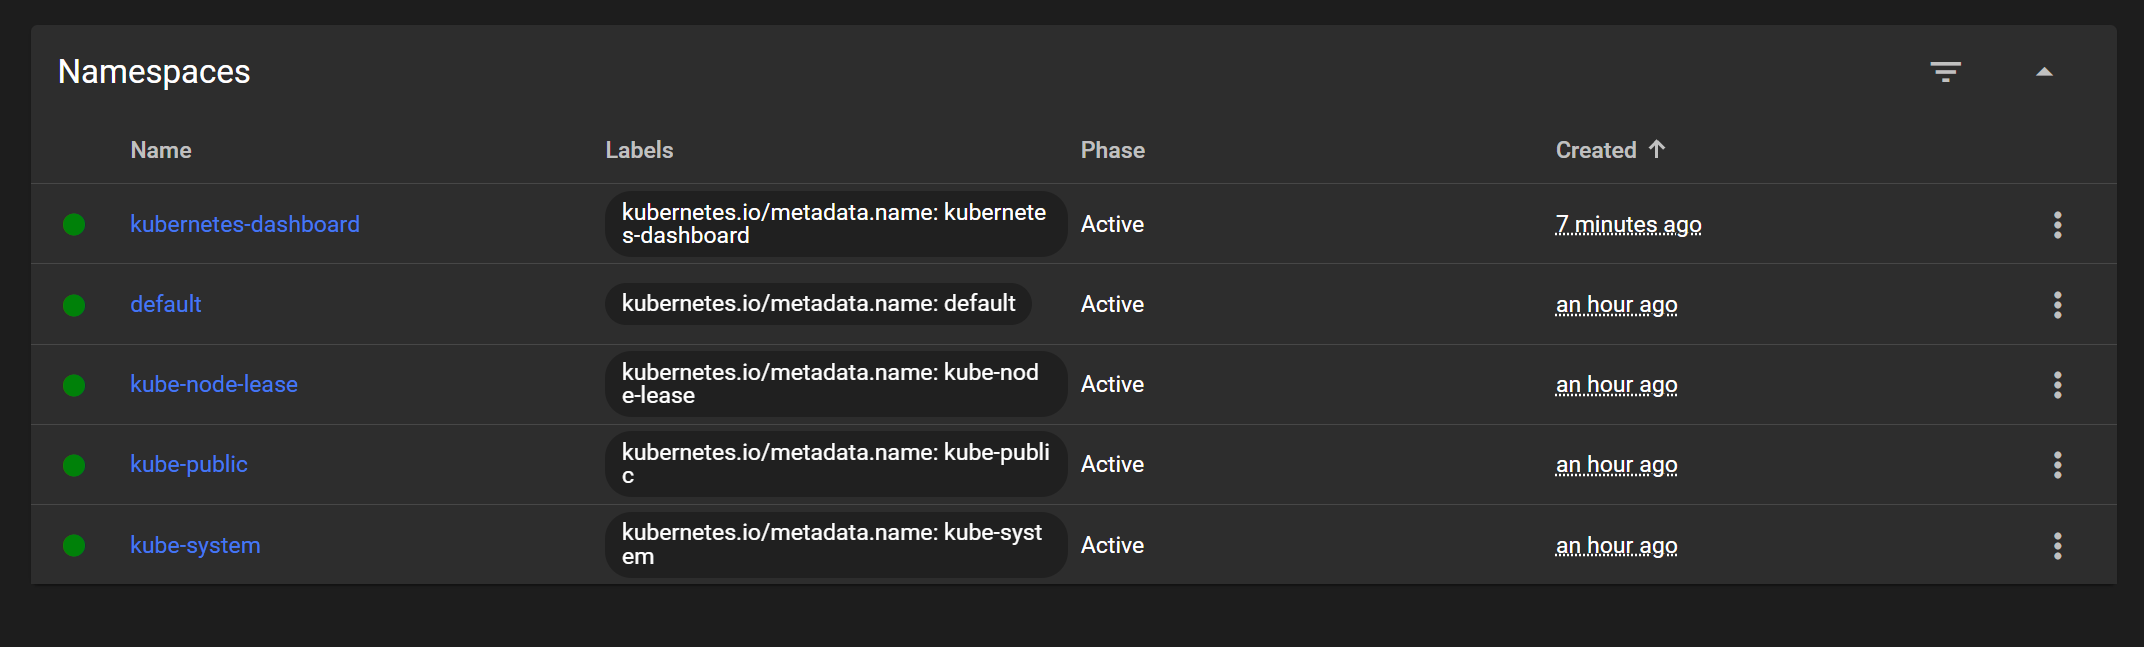 Namespaces
Name Labels Phase Created
kubernetes-dashboard kubernetes.io/metadata.name: kubernete
s-dashboard Active 7 minutes ago
default kubernetes.io/metadata.name: default Active an hour ago
kube-node-lease kubernetes.io/metadata.name: kube-nod
e-lease Active an hour ago
kube-public kubernetes.io/metadata.name: kube-publi
c Active an hour ago
kube-system kubernetes.io/metadata.name: kube-syst
em Active an hour ago